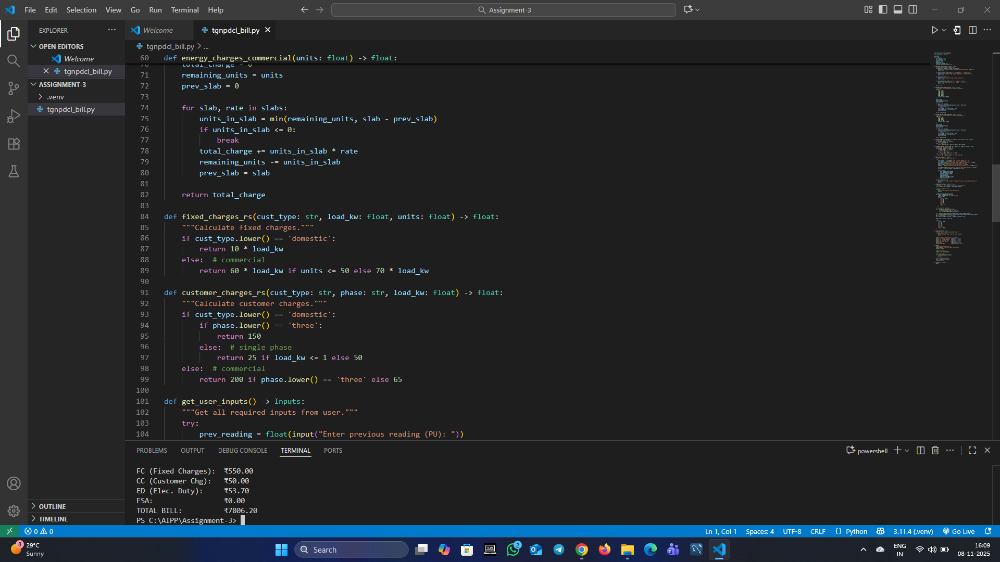 File Edit Selection View Go Run Terminal Help
Assignment-3
EXPLORER
Welcome
tgnpdcl_bill.py
OPEN EDITORS
Welcome
tgnpdcl_bill.py
ASSIGNMENT-3
.venv
tgnpdcl_bill.py
OUTLINE
TIMELINE
tgnpdcl_bill.py > ...
60 def energy_charges_commercial(units: float) -> float:
70 total_charge = 0
71 remaining_units = units
72 prev_slab = 0
73
74 for slab, rate in slabs:
75 units_in_slab = min(remaining_units, slab - prev_slab)
76 if units_in_slab <= 0:
77 break
78 total_charge += units_in_slab * rate
79 remaining_units -= units_in_slab
80 prev_slab = slab
81
82 return total_charge
83
84 def fixed_charges_rs(cust_type: str, load_kw: float, units: float) -> float:
85 """Calculate fixed charges."""
86 if cust_type.lower() == 'domestic':
87 return 10 * load_kw
88 else: # commercial
89 return 60 * load_kw if units <= 50 else 70 * load_kw
90
91 def customer_charges_rs(cust_type: str, phase: str, load_kw: float) -> float:
92 """Calculate customer charges."""
93 if cust_type.lower() == 'domestic':
94 if phase.lower() == 'three':
95 return 150
96 else: # single phase
97 return 25 if load_kw <= 1 else 50
98 else: # commercial
99 return 200 if phase.lower() == 'three' else 65
100
101 def get_user_inputs() -> Inputs:
102 """Get all required inputs from user."""
103 try:
104 prev_reading = float(input("Enter previous reading (PU): "))
PROBLEMS OUTPUT DEBUG CONSOLE TERMINAL PORTS
powershell
FC (Fixed Charges): ₹550.00
CC (Customer Chg): ₹50.00
ED (Elec. Duty): ₹53.70
FSA: ₹0.00
TOTAL BILL: ₹7806.20
PS C:\AIPP\Assignment-3>
0 0
Ln 1, Col 1 Spaces: 4 UTF-8 CRLF {} Python 3.11.4 (.venv) Go Live
8
29°C
Sunny
Search
2
ENG
IN
16:09
08-11-2025